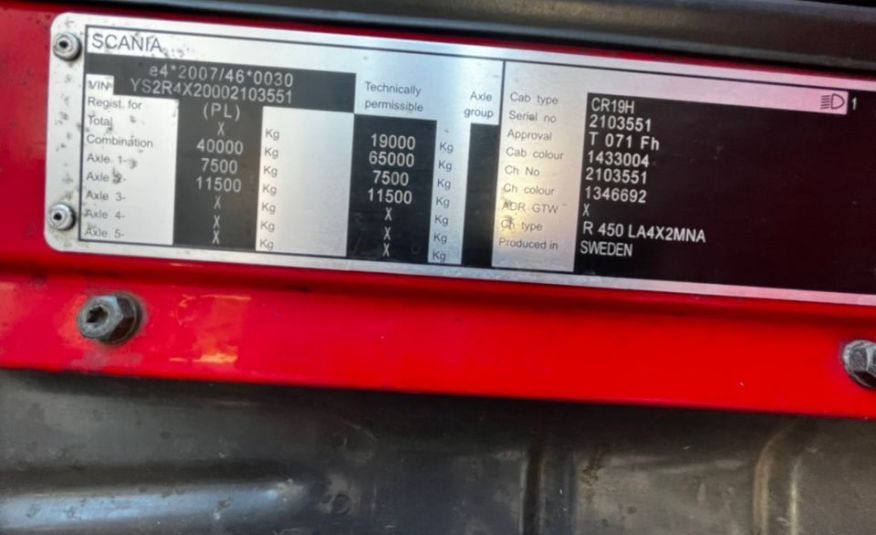 SCANIA
e4*2007/46*0030
VIN YS2R4X20002103551
Regist. for (PL) Technically permissible Axle group
Total X Kg 19000 Kg
Combination 40000 Kg 65000 Kg
Axle 1- 7500 Kg 7500 Kg
Axle 2- 11500 Kg 11500 Kg
Axle 3- X Kg X Kg
Axle 4- X Kg X Kg
Axle 5- X Kg X Kg
Cab type CR19H 1
Serial no 2103551
Approval T 071 Fh
Cab colour 1433004
Ch No 2103551
Ch colour 1346692
ADR GTW X
Ch type R 450 LA4X2MNA
Produced in SWEDEN